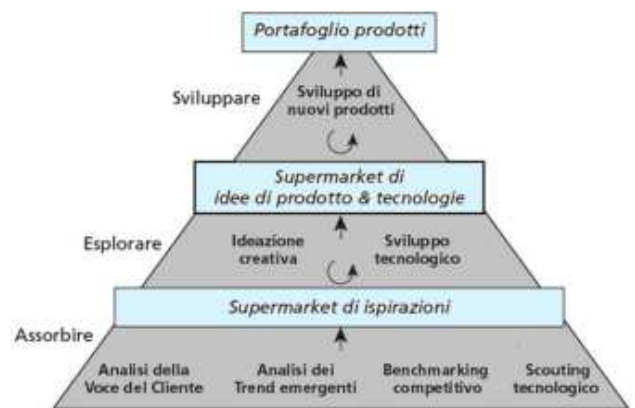 Portafoglio prodotti
Sviluppare
Sviluppo di
nuovi prodotti
Supermarket di
idee di prodotto & tecnologie
Esplorare
Ideazione
creativa
Sviluppo
tecnologico
Supermarket di ispirazioni
Assorbire
Analisi della
Voce del Cliente
Analisi dei
Trend emergenti
Benchmarking
competitivo
Scouting
tecnologico